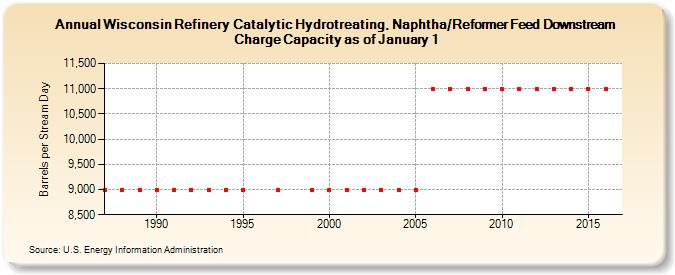 Annual Wisconsin Refinery Catalytic Hydrotreating, Naphtha/Reformer Feed Downstream
Charge Capacity as of January 1
Barrels per Stream Day
11,500
11,000
10,500
10,000
9,500
9,000
8,500
1990 1995 2000 2005 2010 2015
Source: U.S. Energy Information Administration